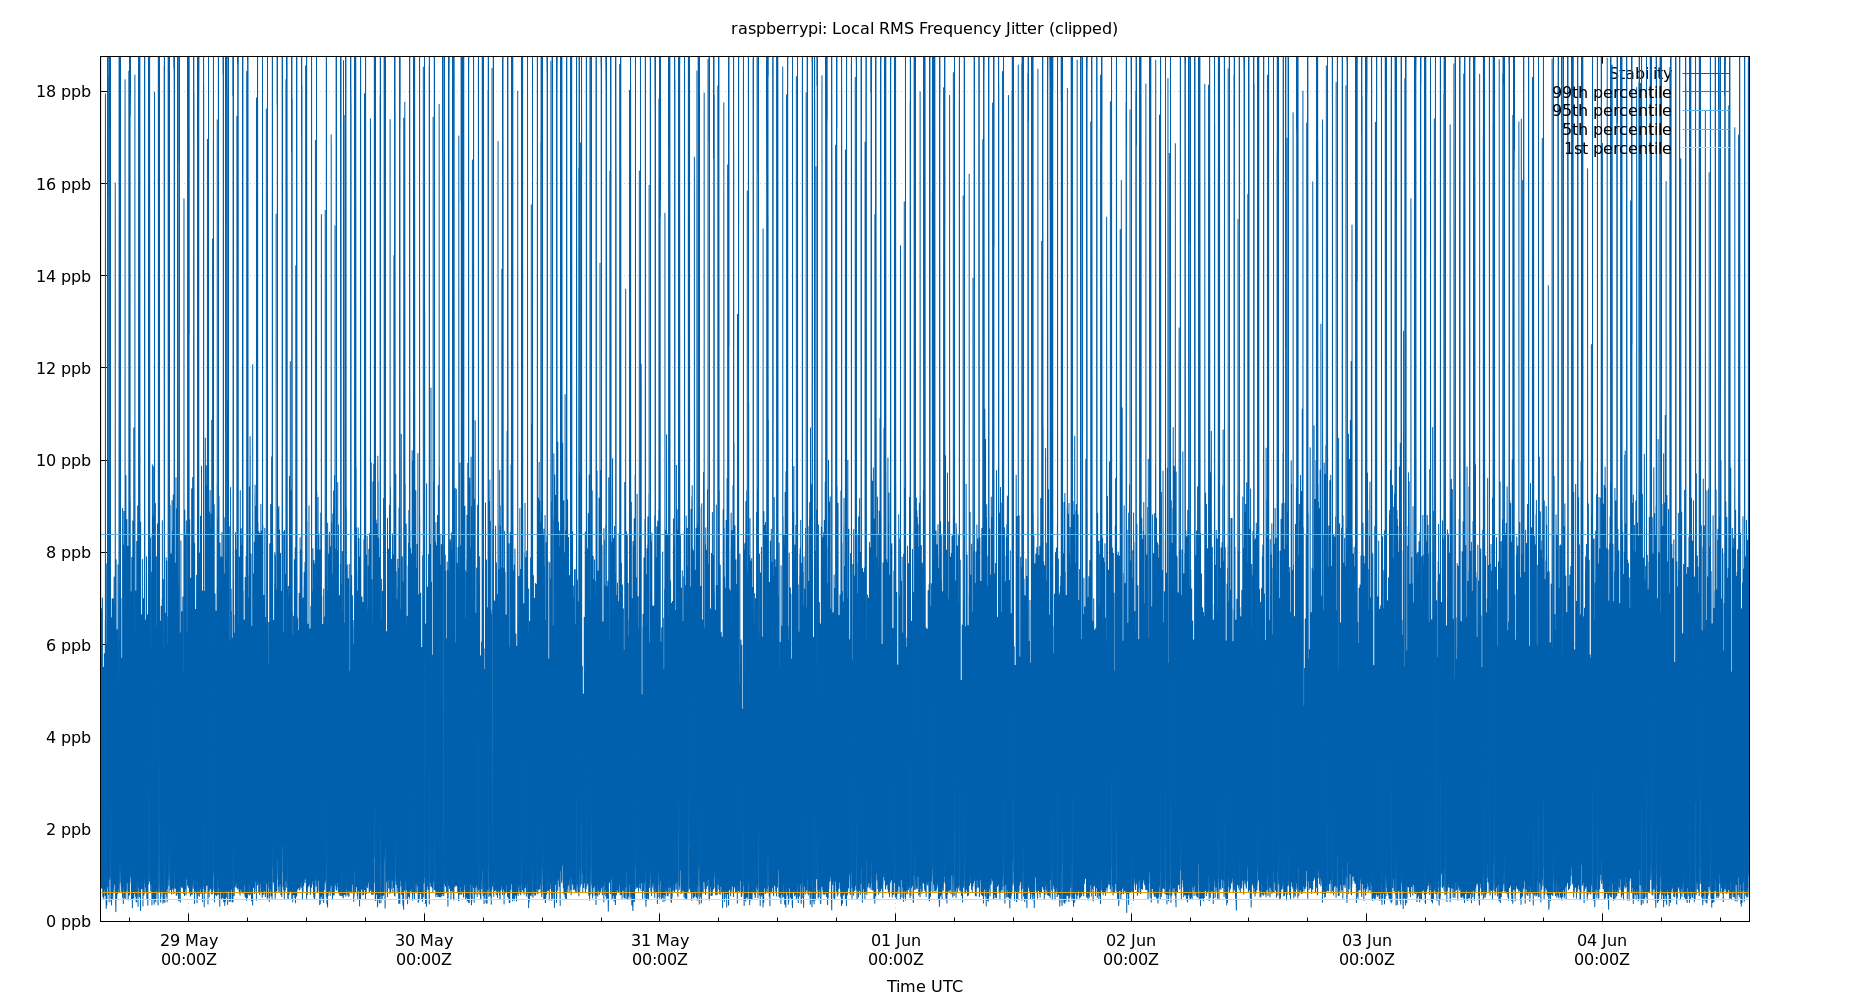 raspberrypi: Local RMS Frequency Jitter (clipped)
Stability
99th percentile
95th percentile
5th percentile
1st percentile
18 ppb
16 ppb
14 ppb
12 ppb
10 ppb
8 ppb
6 ppb
4 ppb
2 ppb
0 ppb
29 May
00:00Z
30 May
00:00Z
31 May
00:00Z
01 Jun
00:00Z
02 Jun
00:00Z
03 Jun
00:00Z
04 Jun
00:00Z
Time UTC